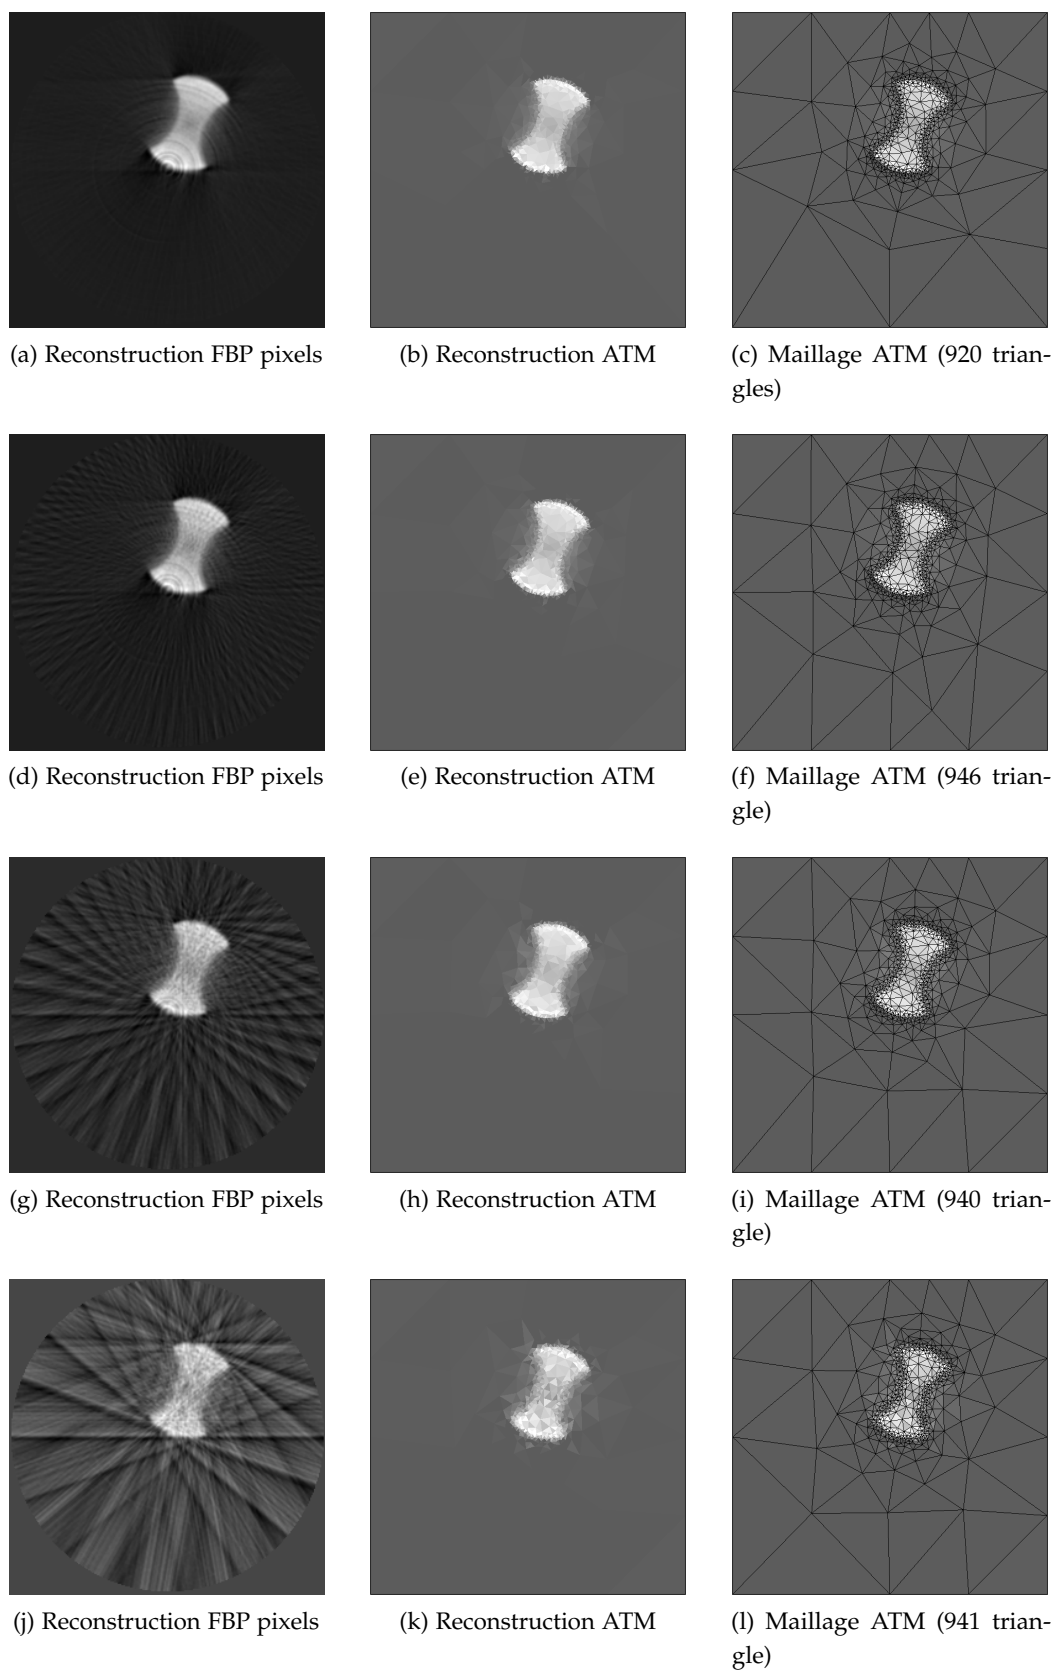 (a) Reconstruction FBP pixels
(b) Reconstruction ATM
(c) Maillage ATM (920 trian-
gles)
(d) Reconstruction FBP pixels
(e) Reconstruction ATM
(f) Maillage ATM (946 trian-
gle)
(g) Reconstruction FBP pixels
(h) Reconstruction ATM
(i) Maillage ATM (940 trian-
gle)
(j) Reconstruction FBP pixels
(k) Reconstruction ATM
(l) Maillage ATM (941 trian-
gle)